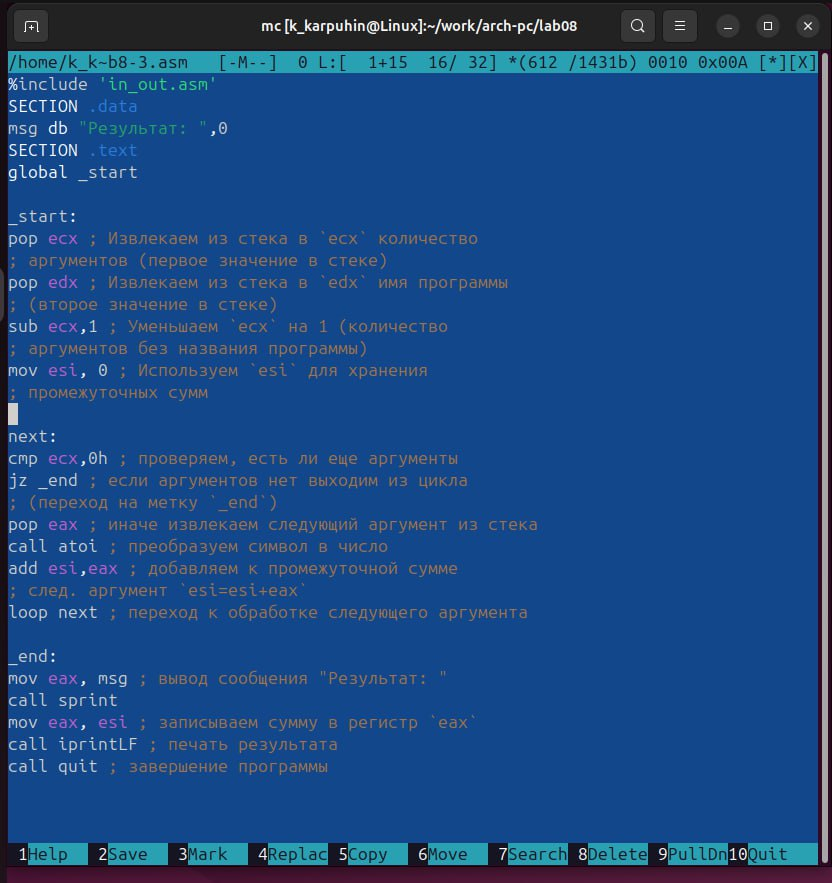 mc [k_karpuhin@Linux]:~/work/arch-pc/lab08
/home/k_k~b8-3.asm [-M--] 0 L:[ 1+15 16/ 32] *(612 /1431b) 0010 0x00A [*][X]
%include 'in_out.asm'
SECTION .data
msg db "Результат: ",0
SECTION .text
global _start
_start:
pop ecx ; Извлекаем из стека в `ecx` количество
; аргументов (первое значение в стеке)
pop edx ; Извлекаем из стека в `edx` имя программы
; (второе значение в стеке)
sub ecx,1 ; Уменьшаем `ecx` на 1 (количество
; аргументов без названия программы)
mov esi, 0 ; Используем `esi` для хранения
; промежуточных сумм
next:
cmp ecx,0h ; проверяем, есть ли еще аргументы
jz _end ; если аргументов нет выходим из цикла
; (переход на метку `_end`)
pop eax ; иначе извлекаем следующий аргумент из стека
call atoi ; преобразуем символ в число
add esi,eax ; добавляем к промежуточной сумме
; след. аргумент `esi=esi+eax`
loop next ; переход к обработке следующего аргумента
_end:
mov eax, msg ; вывод сообщения "Результат: "
call sprint
mov eax, esi ; записываем сумму в регистр `eax`
call iprintLF ; печать результата
call quit ; завершение программы
1Help 2Save 3Mark 4Replac 5Copy 6Move 7Search 8Delete 9PullDn 10Quit